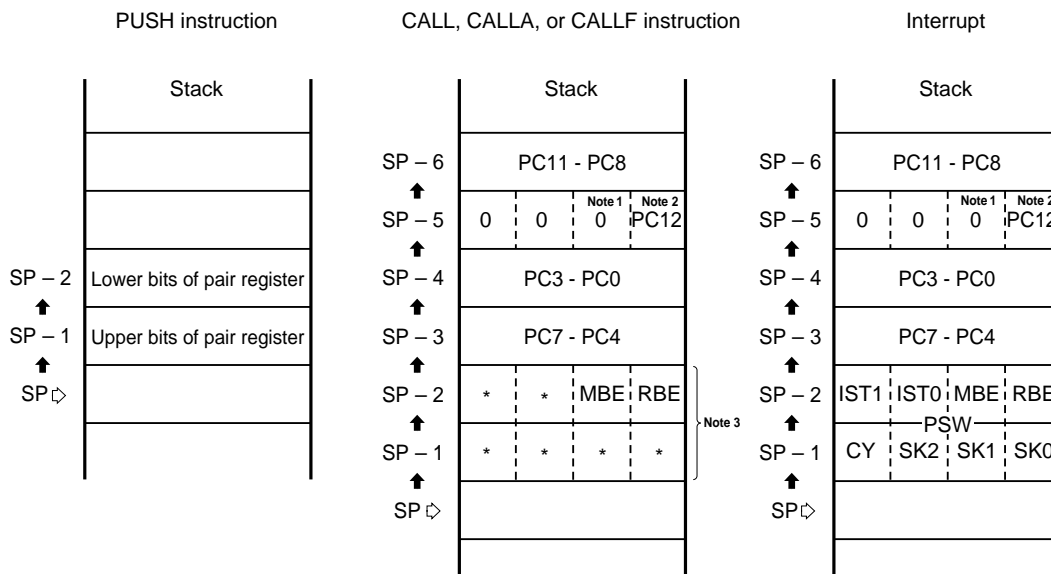 PUSH instruction
Stack
SP – 2 Lower bits of pair register
SP – 1 Upper bits of pair register
SP
CALL, CALLA, or CALLF instruction
Stack
SP – 6 PC11 - PC8
Note 1 Note 2
SP – 5 0 0 0 PC12
SP – 4 PC3 - PC0
SP – 3 PC7 - PC4
SP – 2 * * MBE RBE
Note 3
SP – 1 * * * *
SP
Interrupt
Stack
SP – 6 PC11 - PC8
Note 1 Note 2
SP – 5 0 0 0 PC12
SP – 4 PC3 - PC0
SP – 3 PC7 - PC4
SP – 2 IST1 IST0 MBE RBE
PSW
SP – 1 CY SK2 SK1 SK0
SP